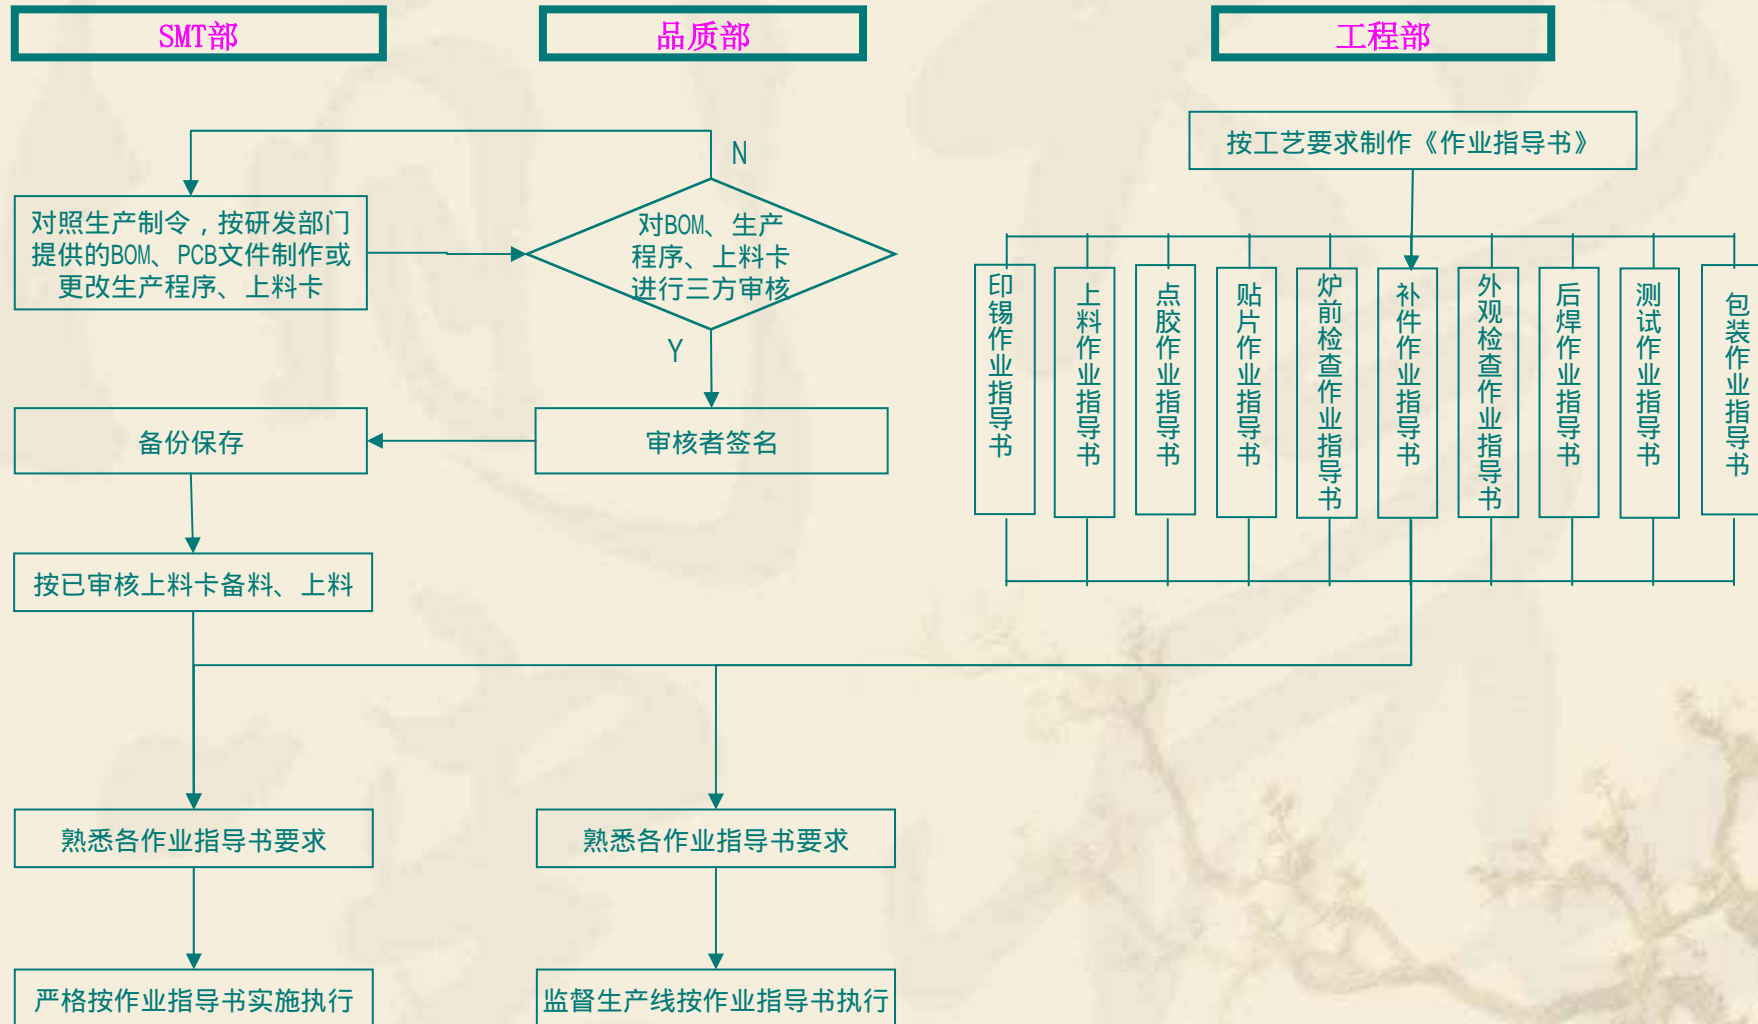 SMT部
品质部
工程部
按工艺要求制作《作业指导书》
N
对照生产制令，按研发部门
提供的BOM、PCB文件制作或
更改生产程序、上料卡
对BOM、生产
程序、上料卡
进行三方审核
Y
印锡作业指导书
上料作业指导书
点胶作业指导书
贴片作业指导书
炉前检查作业指导书
补件作业指导书
外观检查作业指导书
后焊作业指导书
测试作业指导书
包装作业指导书
备份保存
审核者签名
按已审核上料卡备料、上料
熟悉各作业指导书要求
熟悉各作业指导书要求
严格按作业指导书实施执行
监督生产线按作业指导书执行